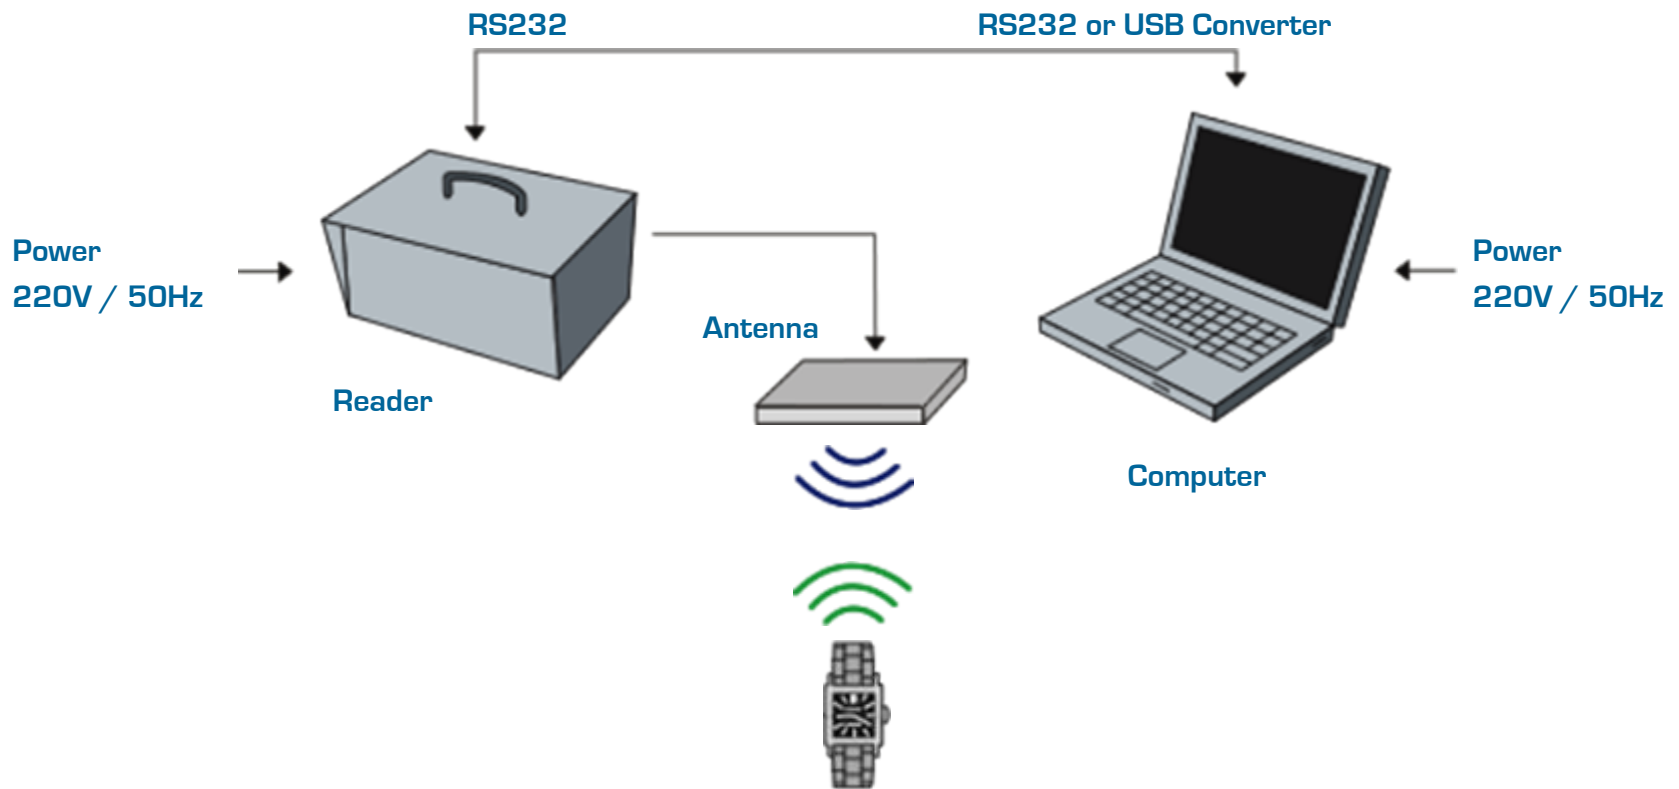 RS232
RS232 or USB Converter
Power
220V / 50Hz
Power
220V / 50Hz
Antenna
Reader
Computer